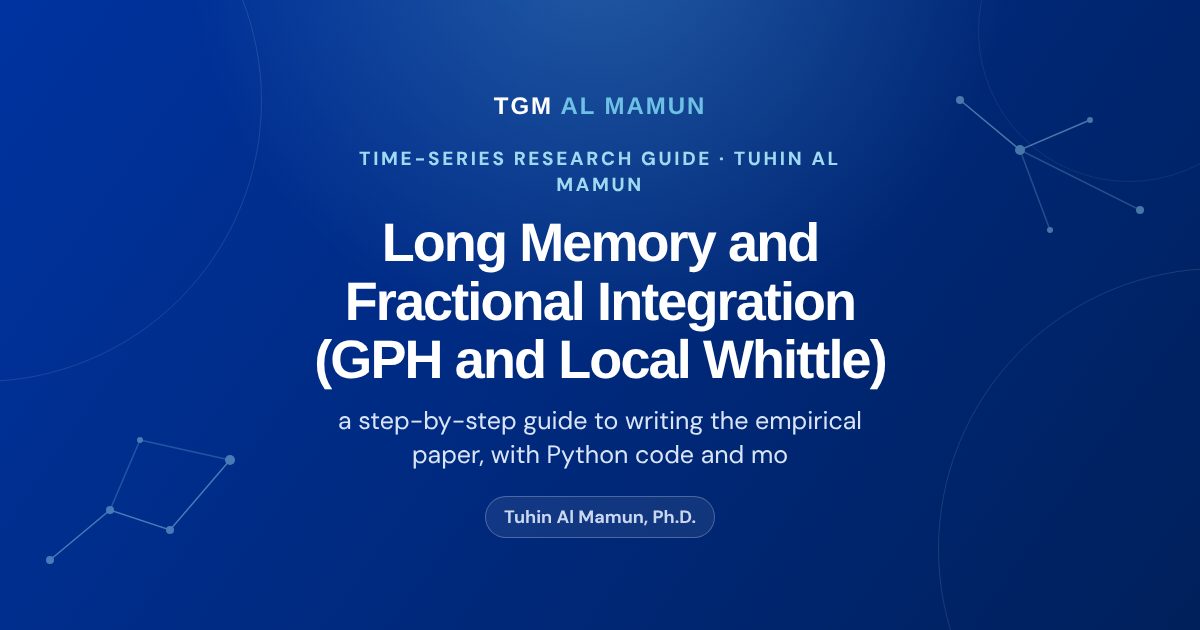 TGM AL MAMUN
TIME-SERIES RESEARCH GUIDE · TUHIN AL
MAMUN
Long Memory and
Fractional Integration
(GPH and Local Whittle)
a step-by-step guide to writing the empirical
paper, with Python code and mo
Tuhin Al Mamun, Ph.D.